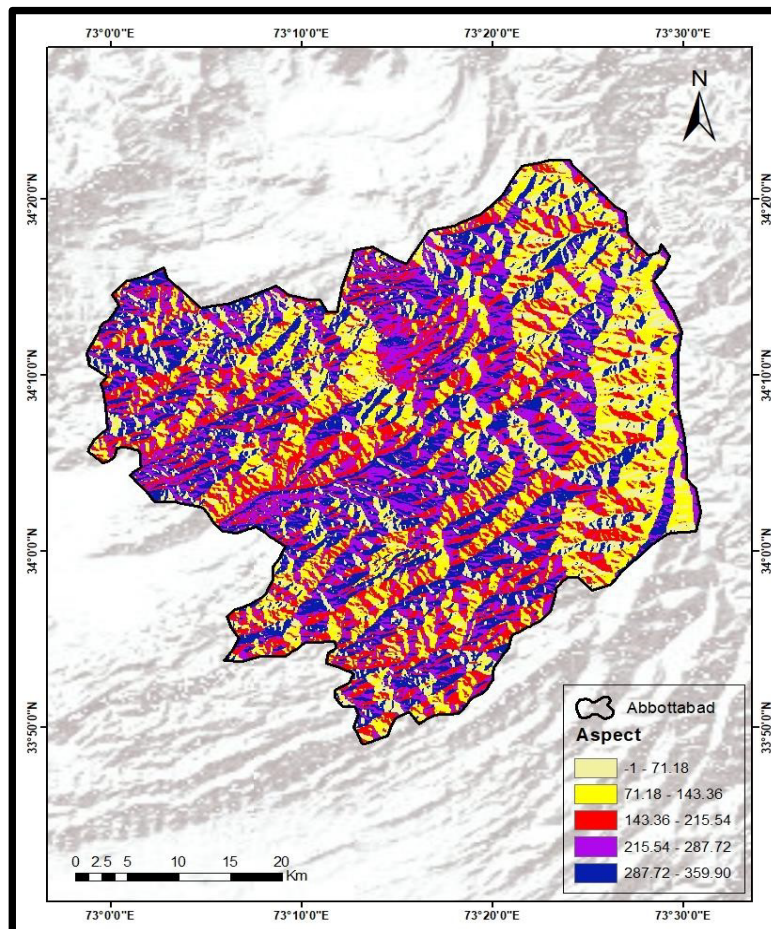 73°0'0"E 73°10'0"E 73°20'0"E 73°30'0"E
N
34°20'0"N 34°20'0"N
34°10'0"N 34°10'0"N
34°0'0"N 34°0'0"N
33°50'0"N 33°50'0"N
Abbottabad
Aspect
-1 - 71.18
71.18 - 143.36
143.36 - 215.54
215.54 - 287.72
287.72 - 359.90
0 2.5 5 10 15 20
Km
73°0'0"E 73°10'0"E 73°20'0"E 73°30'0"E